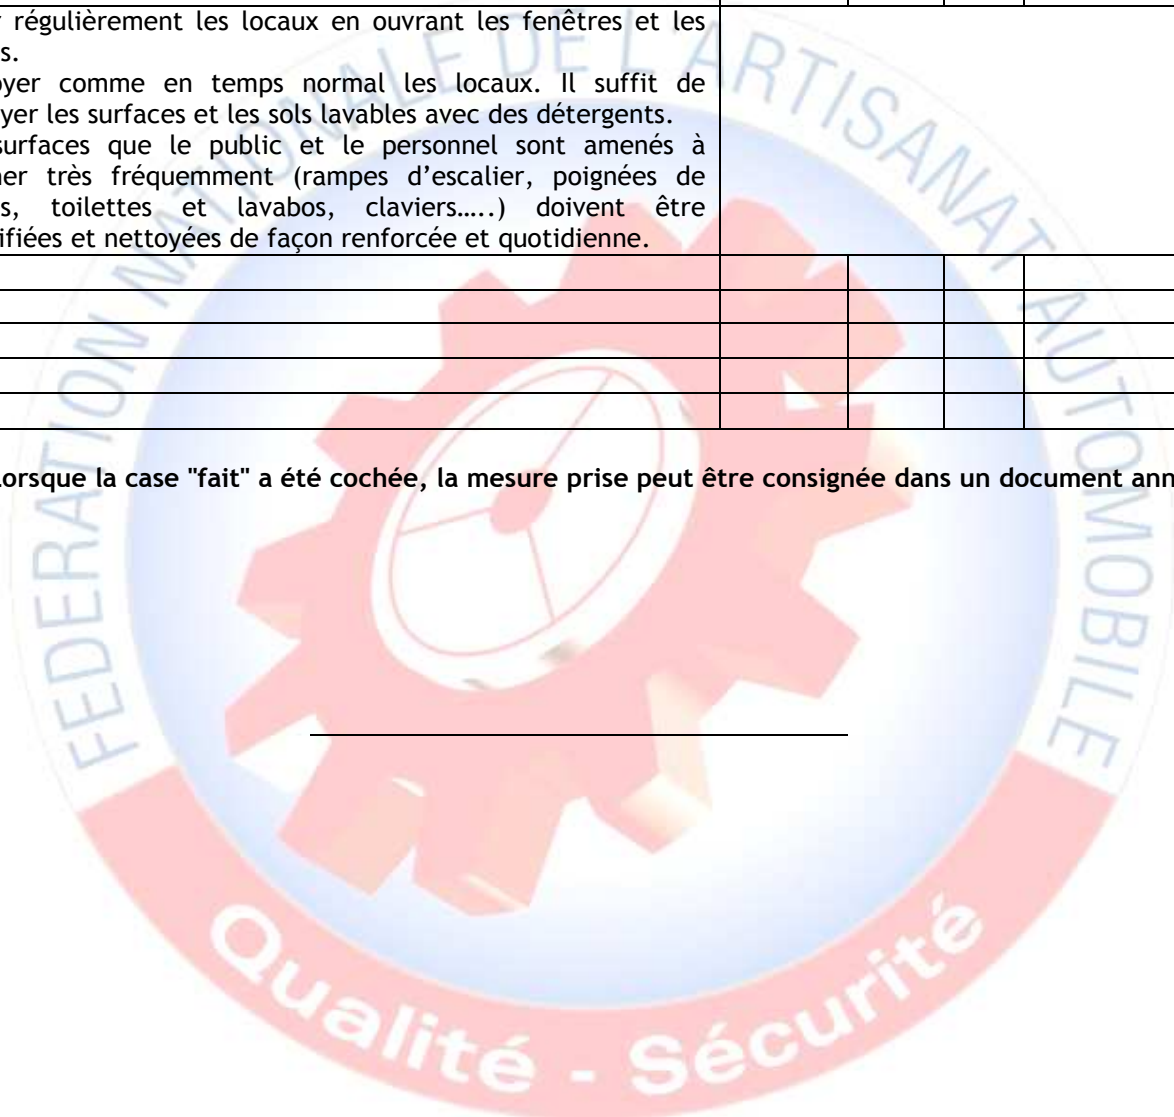 régulièrement les locaux en ouvrant les fenêtres et les
s.
yer comme en temps normal les locaux. Il suffit de
yer les surfaces et les sols lavables avec des détergents.
surfaces que le public et le personnel sont amenés à
her très fréquemment (rampes d’escalier, poignées de
s, toilettes et lavabos, claviers…..) doivent être
ifiées et nettoyées de façon renforcée et quotidienne.
orsque la case "fait" a été cochée, la mesure prise peut être consignée dans un document ann
FEDERATION NATIONALE DE L'ARTISANAT AUTOMOBILE
Qualité - Sécurité